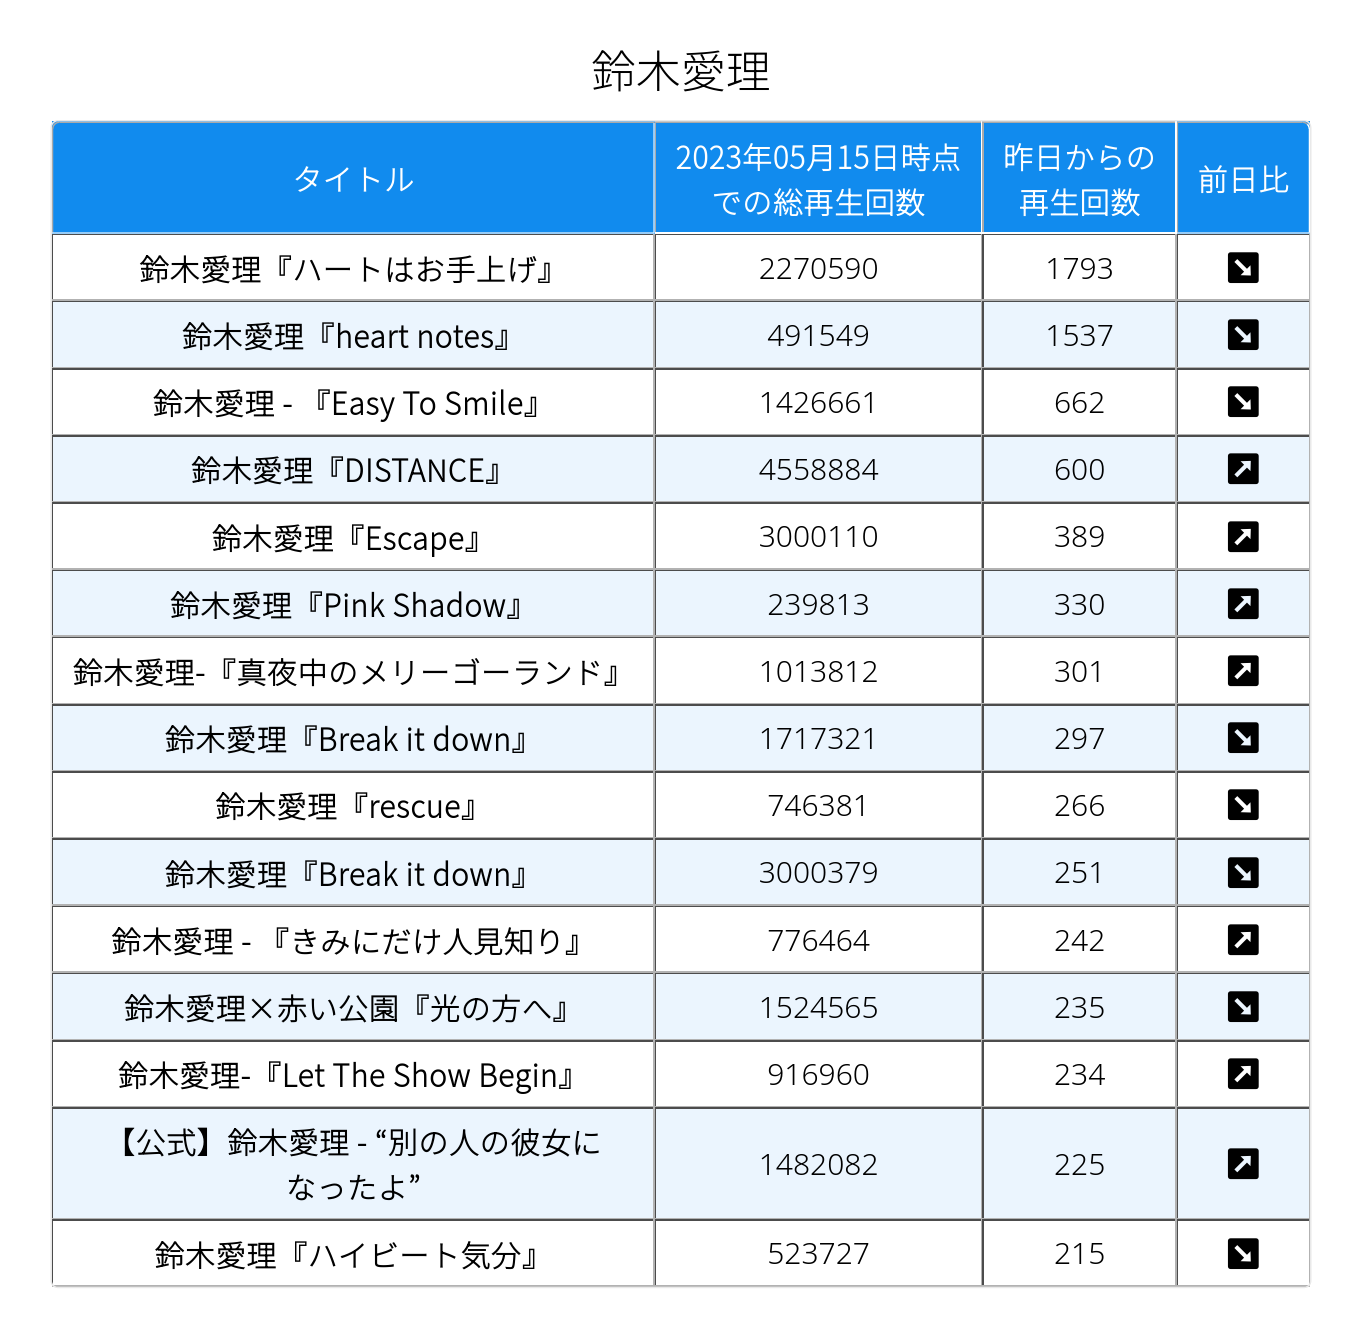 鈴木愛理
タイトル
2023年05月15日時点
での総再生回数
昨日からの
再生回数
前日比
鈴木愛理『ハートはお手上げ』 2270590 1793
鈴木愛理『heart notes』 491549 1537
鈴木愛理 - 『Easy To Smile』 1426661 662
鈴木愛理『DISTANCE』 4558884 600
鈴木愛理『Escape』 3000110 389
鈴木愛理『Pink Shadow』 239813 330
鈴木愛理-『真夜中のメリーゴーランド』 1013812 301
鈴木愛理『Break it down』 1717321 297
鈴木愛理『rescue』 746381 266
鈴木愛理『Break it down』 3000379 251
鈴木愛理 - 『きみにだけ人見知り』 776464 242
鈴木愛理×赤い公園『光の方へ』 1524565 235
鈴木愛理-『Let The Show Begin』 916960 234
【公式】鈴木愛理 - “別の人の彼女に
なったよ” 1482082 225
鈴木愛理『ハイビート気分』 523727 215